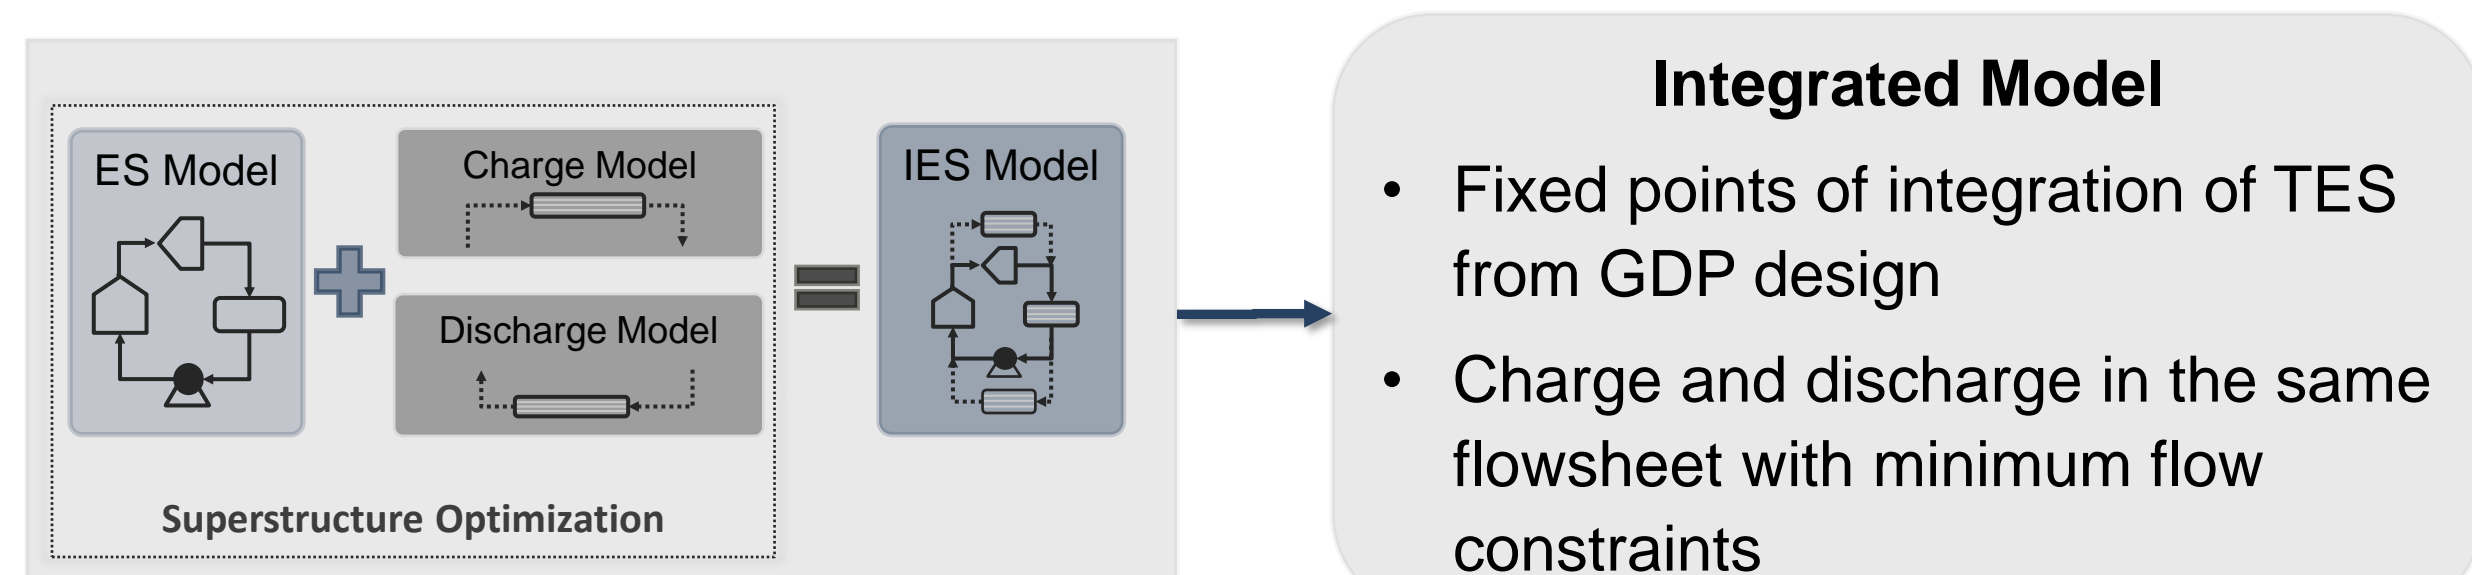 ES Model
Charge Model
Discharge Model
Superstructure Optimization
IES Model
Integrated Model
• Fixed points of integration of TES
from GDP design
• Charge and discharge in the same
flowsheet with minimum flow
constraints